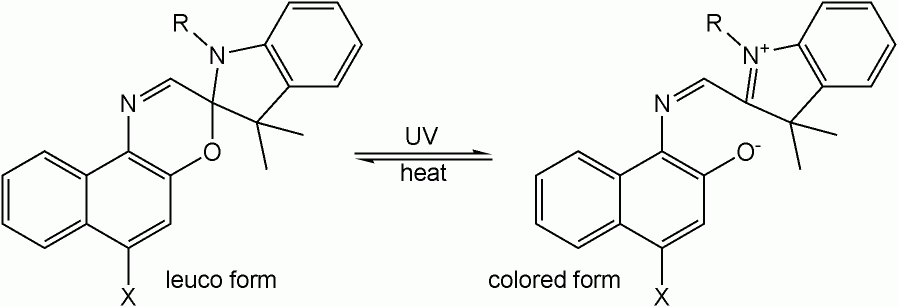 R
N
N
O
X
leuco form
UV
heat
R
N+
N
O-
X
colored form